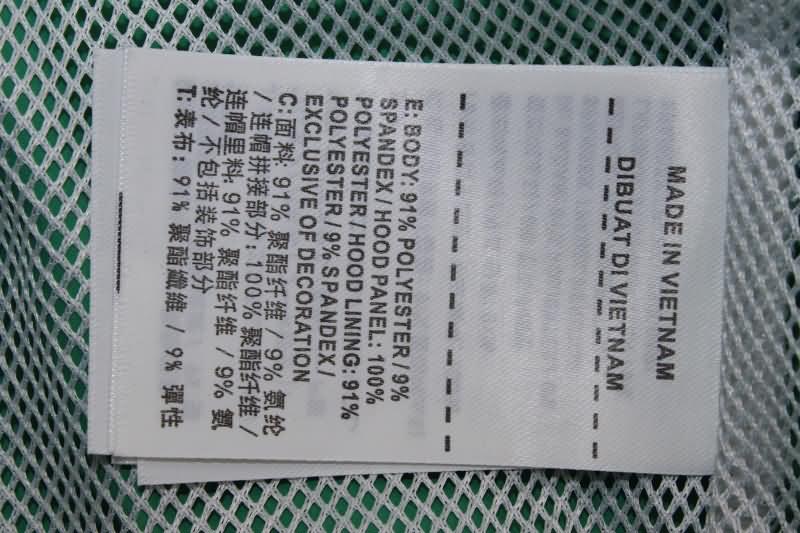 MADE IN VIETNAM
DIBUAT DI VIETNAM
E: BODY: 91% POLYESTER / 9%
SPANDEX / HOOD PANEL: 100%
POLYESTER / HOOD LINING: 91%
POLYESTER / 9% SPANDEX /
EXCLUSIVE OF DECORATION
C: 面料: 91% 聚酯纤维 / 9% 氨纶
/ 连帽拼接部分: 100% 聚酯纤维 /
连帽里料: 91% 聚酯纤维 / 9% 氨
纶 / 不包括装饰部分
T: 表布: 91% 聚酯纖維 / 9% 彈性